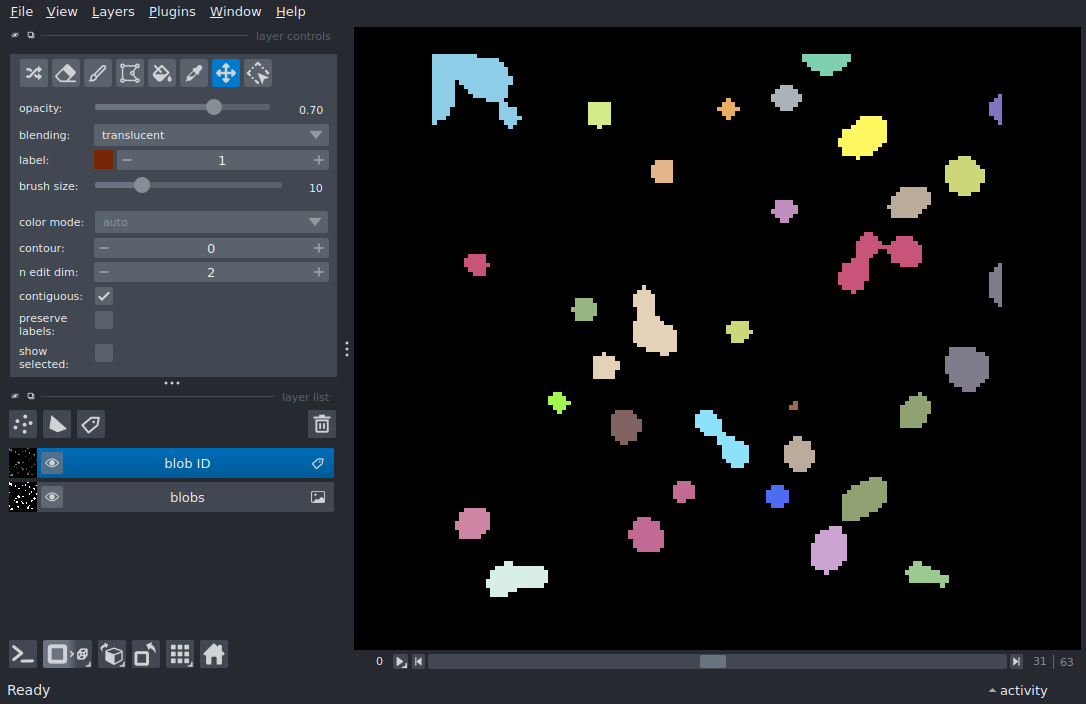 File View Layers Plugins Window Help
layer controls
opacity: 0.70
blending: translucent
label: 1
brush size: 10
color mode: auto
contour: 0
n edit dim: 2
contiguous:
preserve
labels:
show
selected:
layer list
blob ID
blobs
0 31 63
Ready activity